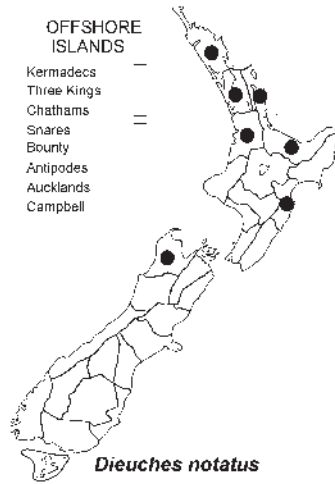 OFFSHORE
ISLANDS
Kermadecs
Three Kings
Chathams
Snares
Bounty
Antipodes
Aucklands
Campbell
Dieuches notatus